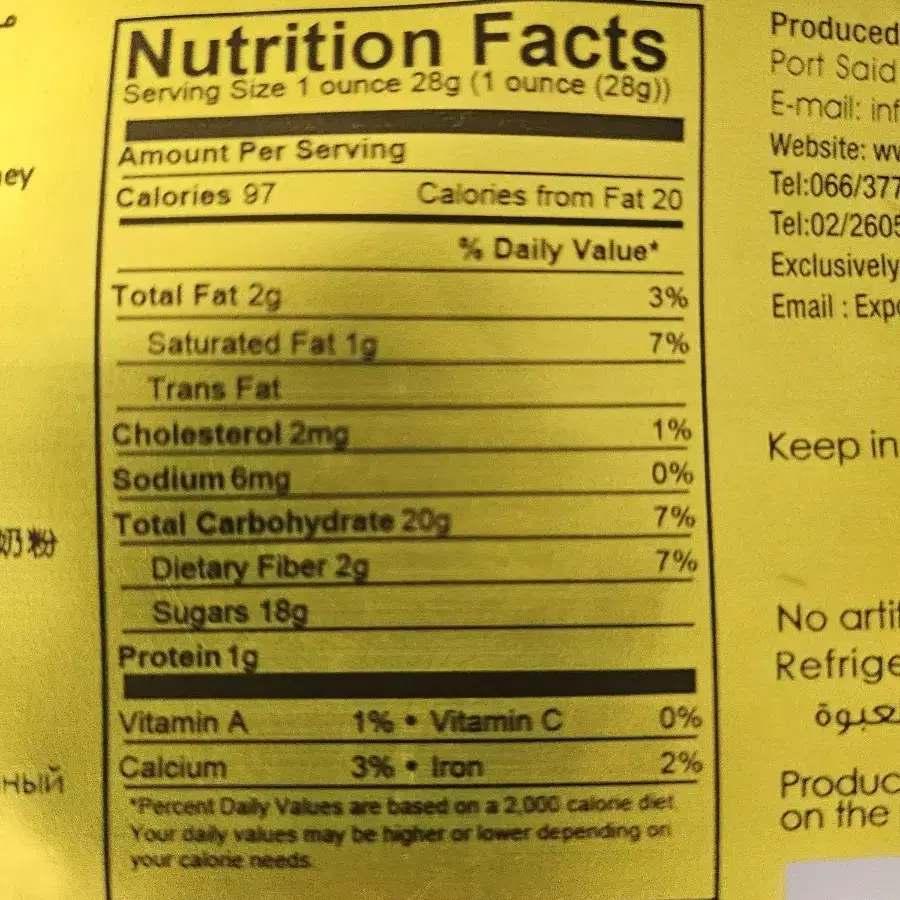 ey
奶粉
ный
Nutrition Facts
Serving Size 1 ounce 28g (1 ounce (28g))
Amount Per Serving
Calories 97 Calories from Fat 20
% Daily Value*
Total Fat 2g 3%
Saturated Fat 1g 7%
Trans Fat
Cholesterol 2mg 1%
Sodium 6mg 0%
Total Carbohydrate 20g 7%
Dietary Fiber 2g 7%
Sugars 18g
Protein 1g
Vitamin A 1% • Vitamin C 0%
Calcium 3% • Iron 2%
*Percent Daily Values are based on a 2,000 calorie diet.
Your daily values may be higher or lower depending on
your calorie needs.
Produced
Port Said
E-mail: inf
Website: ww
Tel:066/377
Tel:02/2605
Exclusively
Email : Exp
Keep in
No artif
Refrige
لعبوة
Produc
on the